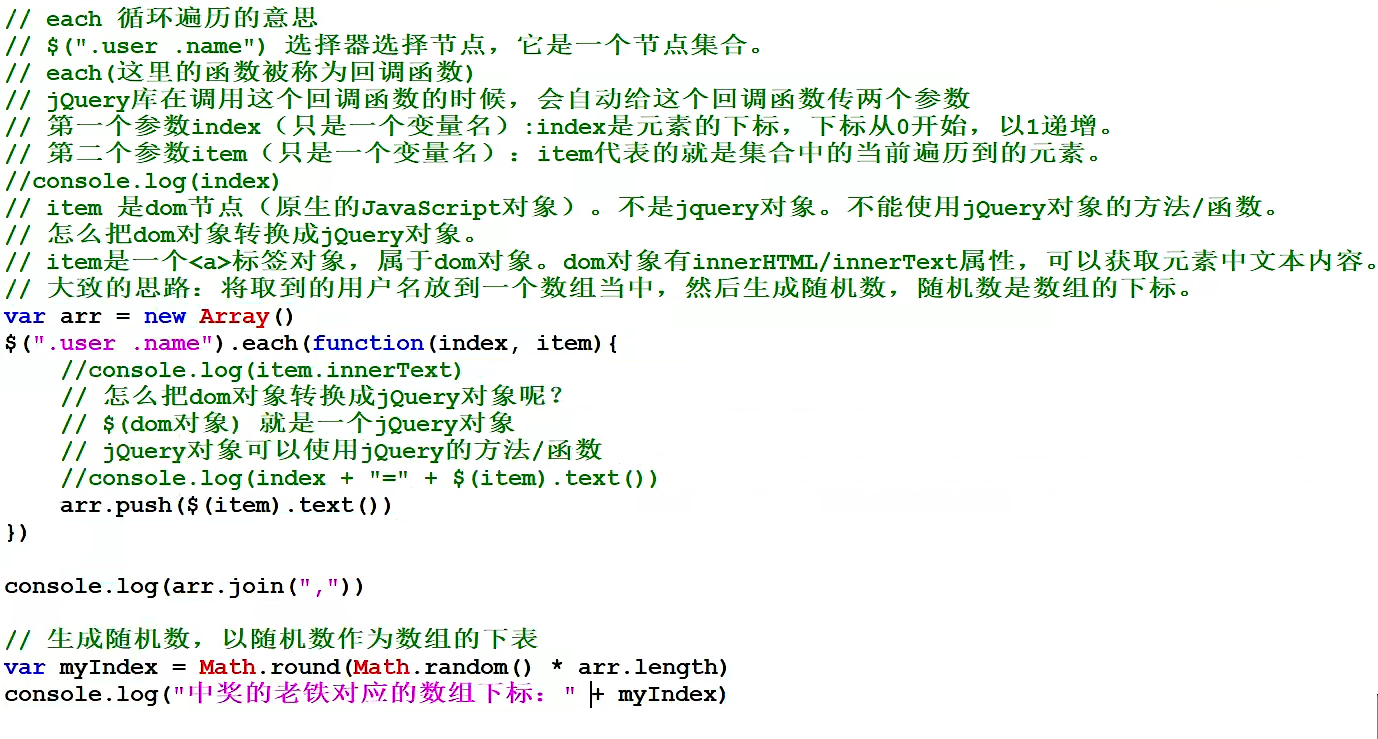 // each 循环遍历的意思
// $(".user .name") 选择器选择节点，它是一个节点集合。
// each(这里的函数被称为回调函数)
// jQuery库在调用这个回调函数的时候，会自动给这个回调函数传两个参数
// 第一个参数index（只是一个变量名）:index是元素的下标，下标从0开始，以1递增。
// 第二个参数item（只是一个变量名）：item代表的就是集合中的当前遍历到的元素。
//console.log(index)
// item 是dom节点（原生的JavaScript对象）。不是jquery对象。不能使用jQuery对象的方法/函数。
// 怎么把dom对象转换成jQuery对象。
// item是一个<a>标签对象，属于dom对象。dom对象有innerHTML/innerText属性，可以获取元素中文本内容。
// 大致的思路：将取到的用户名放到一个数组当中，然后生成随机数，随机数是数组的下标。
var arr = new Array()
$(".user .name").each(function(index, item){
    //console.log(item.innerText)
    // 怎么把dom对象转换成jQuery对象呢？
    // $(dom对象) 就是一个jQuery对象
    // jQuery对象可以使用jQuery的方法/函数
    //console.log(index + "=" + $(item).text())
    arr.push($(item).text())
})
console.log(arr.join(","))
// 生成随机数，以随机数作为数组的下表
var myIndex = Math.round(Math.random() * arr.length)
console.log("中奖的老铁对应的数组下标：" + myIndex)